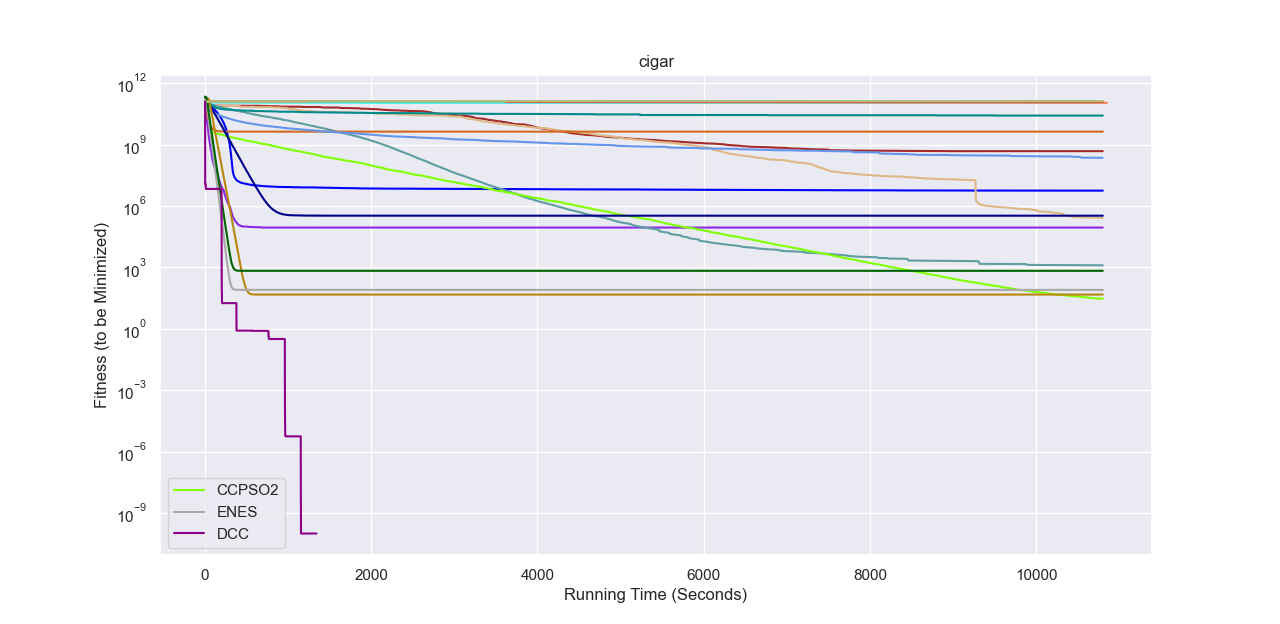 cigar
Fitness (to be Minimized)
10^12
10^9
10^6
10^3
10^0
10^−3
10^−6
10^−9
CCPSO2
ENES
DCC
0 2000 4000 6000 8000 10000
Running Time (Seconds)